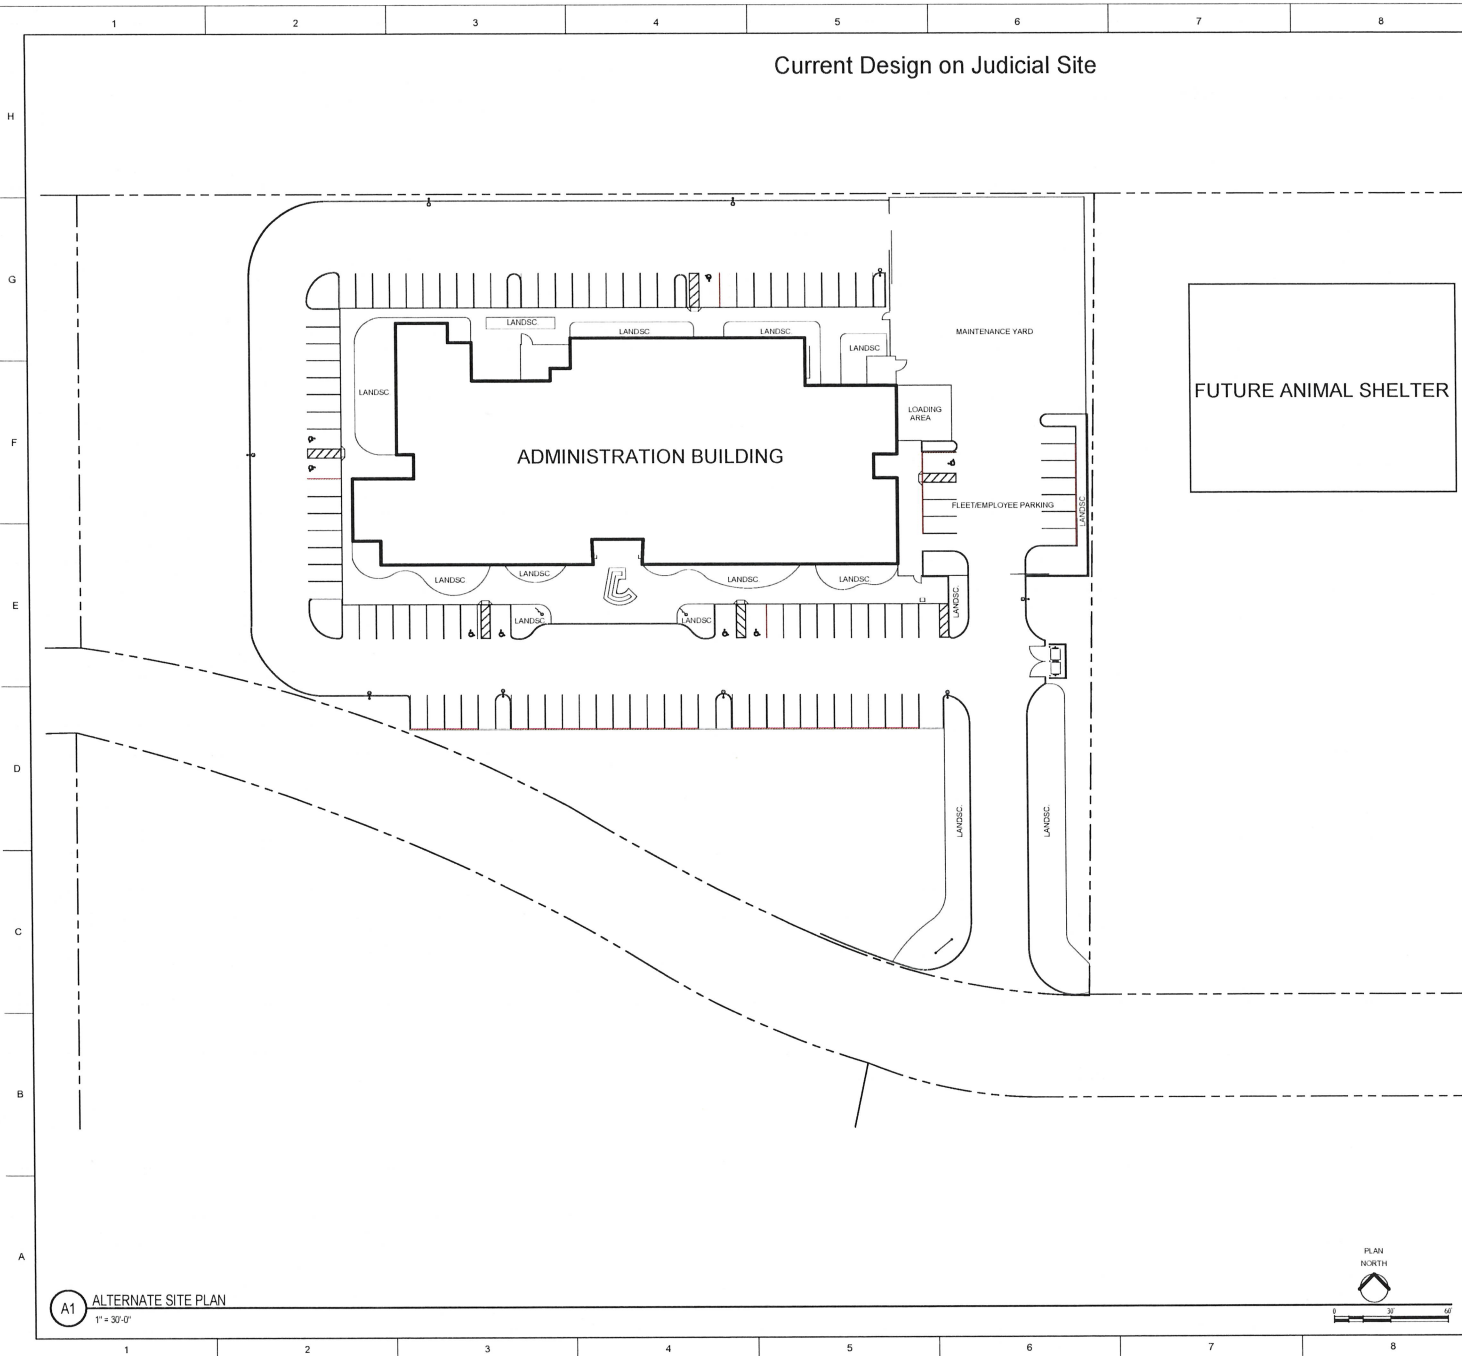 1 2 3 4 5 6 7 8
Current Design on Judicial Site
H
G
LANDSC.
LANDSC
LANDSC.
LANDSC
MAINTENANCE YARD
FUTURE ANIMAL SHELTER
LANDSC
LOADING
AREA
F
ADMINISTRATION BUILDING
FLEET/EMPLOYEE PARKING
LANDSC
LANDSC
LANDSC
LANDSC
LANDSC.
E
LANDSC.
LANDSC.
LANDSC
C
D
LANDSC.
LANDSC.
C
B
A
PLAN
NORTH
A1
ALTERNATE SITE PLAN
1" = 30'-0"
0 30' 60'
1 2 3 4 5 6 7 8